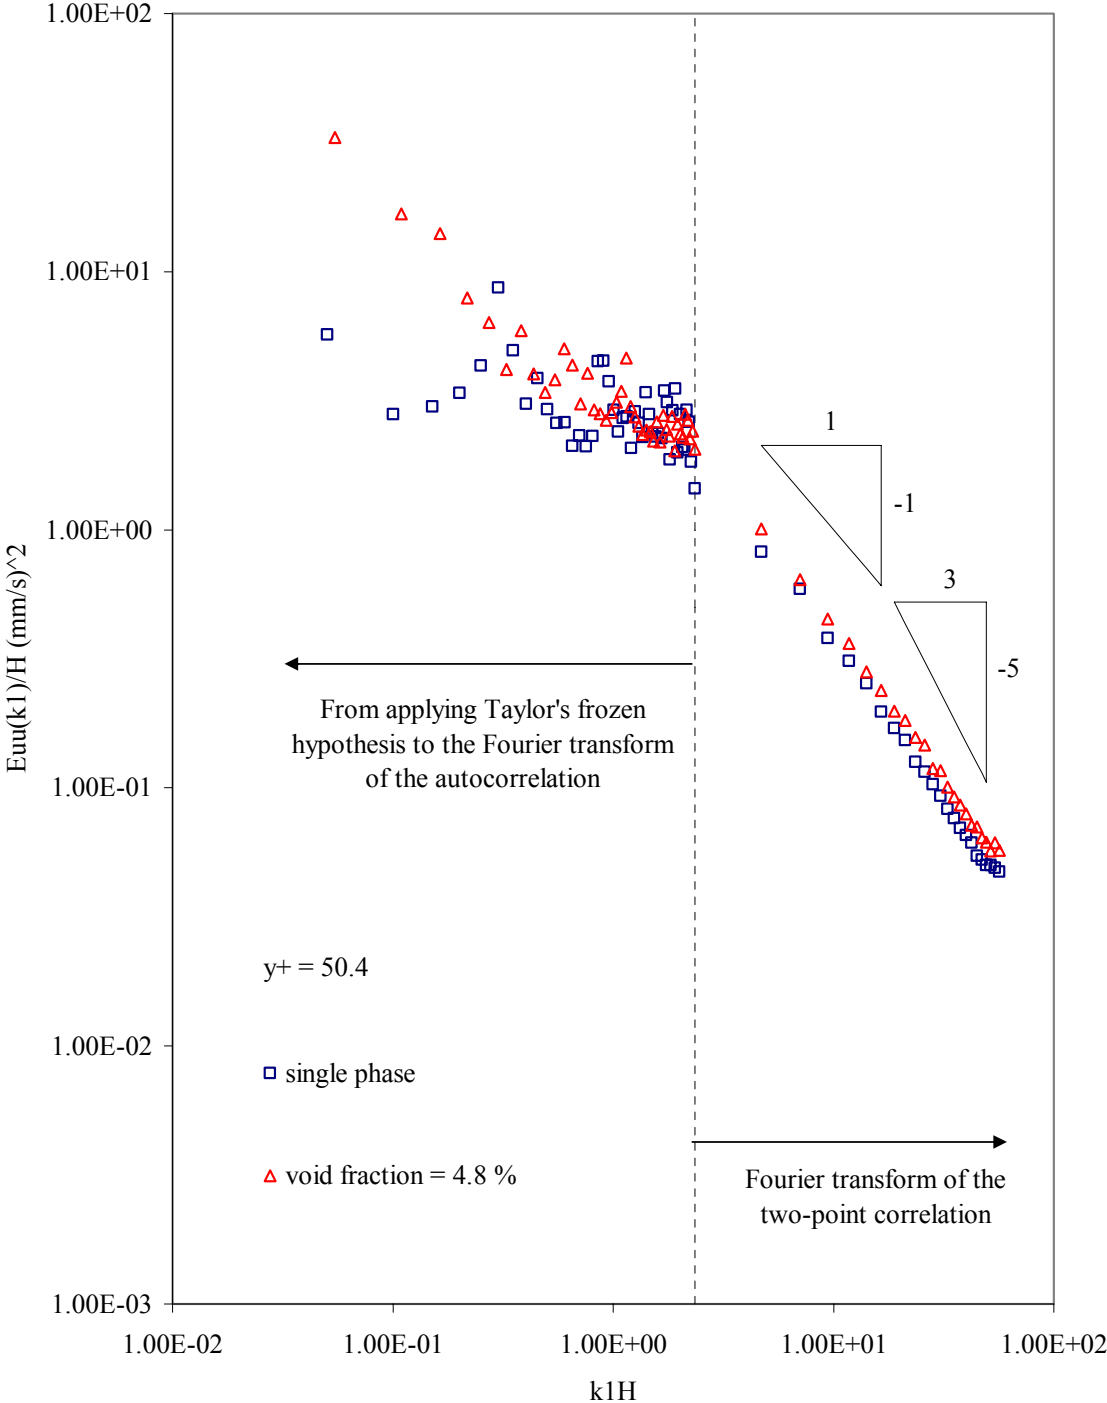 1.00E+02
1.00E+01
1.00E+00
1.00E-01
1.00E-02
1.00E-03
Euu(k1)/H (mm/s)^2
1
-1
3
-5
From applying Taylor's frozen
hypothesis to the Fourier transform
of the autocorrelation
y+ = 50.4
single phase
void fraction = 4.8 %
Fourier transform of the
two-point correlation
1.00E-02
1.00E-01
1.00E+00
1.00E+01
1.00E+02
k1H